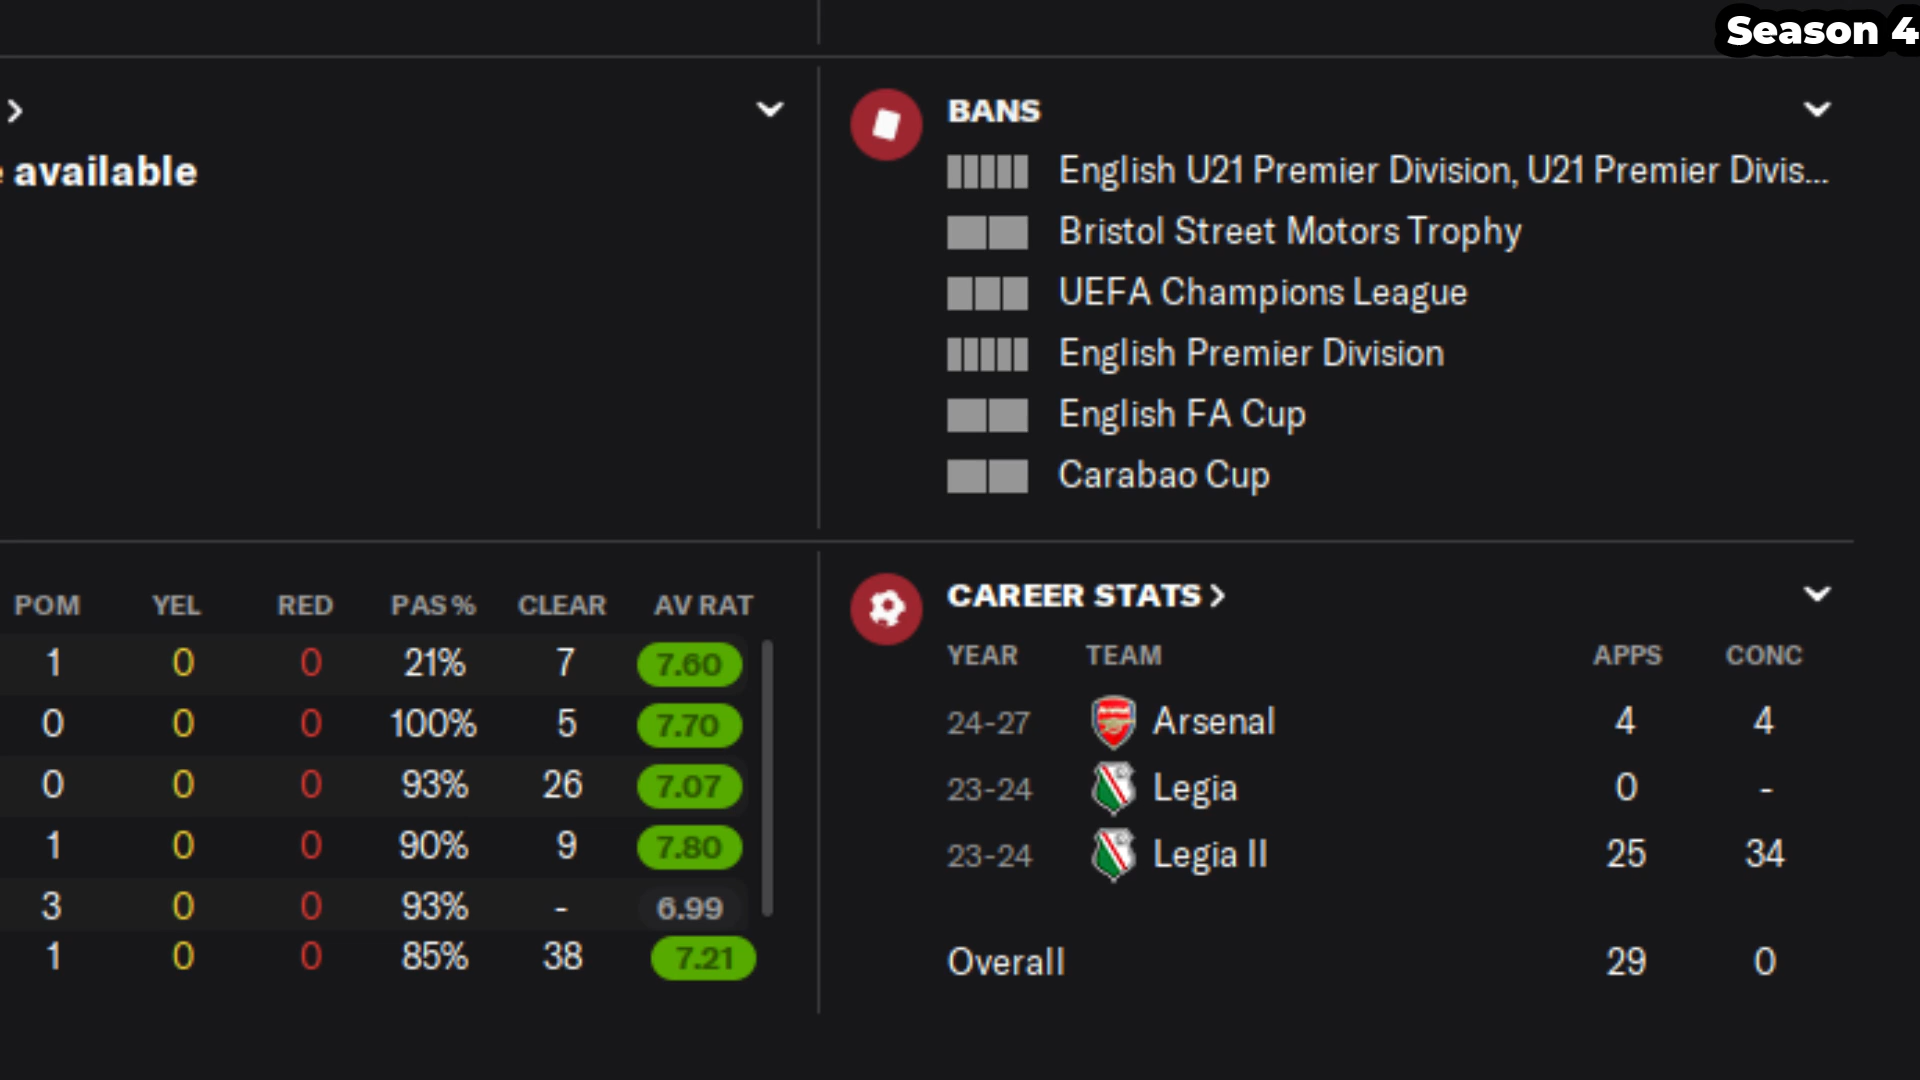 Season 4
available
BANS
English U21 Premier Division, U21 Premier Divis...
Bristol Street Motors Trophy
UEFA Champions League
English Premier Division
English FA Cup
Carabao Cup
POM YEL RED PAS % CLEAR AV RAT
1 0 0 21% 7 7.60
0 0 0 100% 5 7.70
0 0 0 93% 26 7.07
1 0 0 90% 9 7.80
3 0 0 93% - 6.99
1 0 0 85% 38 7.21
CAREER STATS >
YEAR TEAM APPS CONC
24-27 Arsenal 4 4
23-24 Legia 0 -
23-24 Legia II 25 34
Overall 29 0